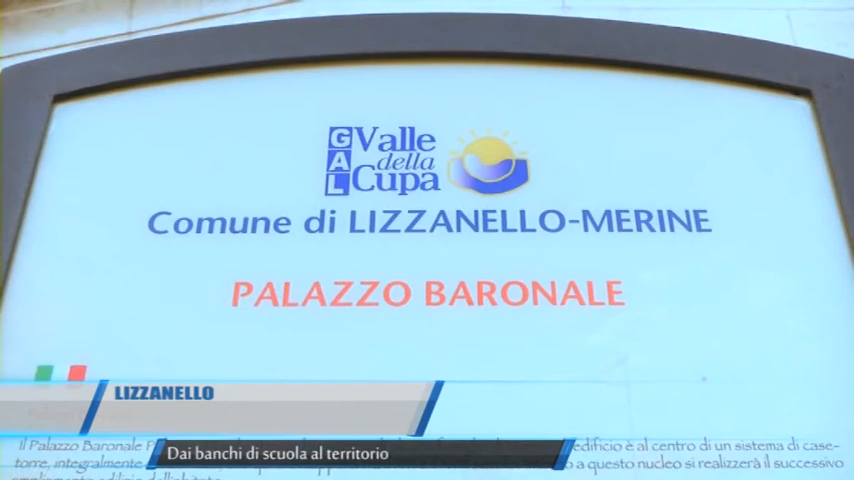 GAL Valle
della
Cupa
Comune di LIZZANELLO-MERINE
PALAZZO BARONALE
LIZZANELLO
Il Palazzo Baronale
edificio è al centro di un sistema di case-
Dai banchi di scuola al territorio
torre, integralmente
o a questo nucleo si realizzerà il successivo